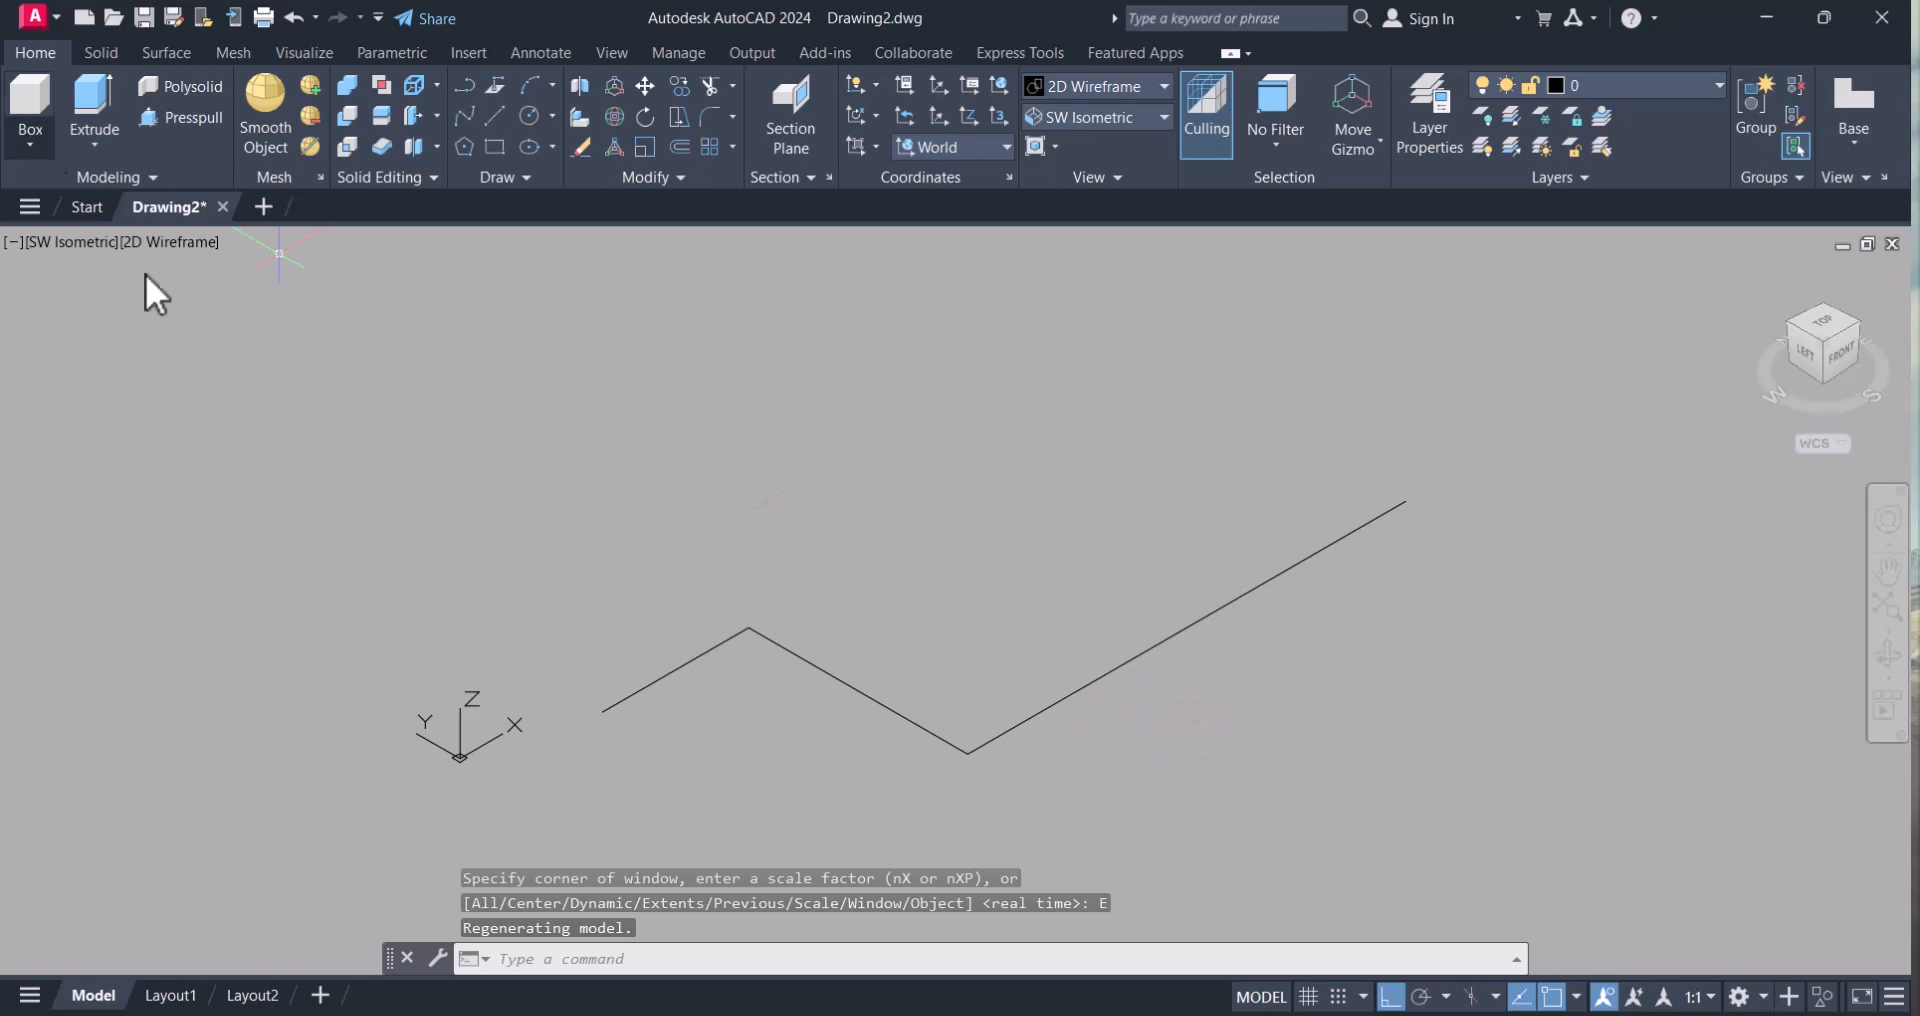 A Share Autodesk AutoCAD 2024 Drawing2.dwg Type a keyword or phrase Sign In ?
Home Solid Surface Mesh Visualize Parametric Insert Annotate View Manage Output Add-ins Collaborate Express Tools Featured Apps
Polysolid 2D Wireframe 0
Presspull SW Isometric
Box Extrude Smooth Object Section Plane World Culling No Filter Move Gizmo Layer Properties Group Base
Modeling Mesh Solid Editing Draw Modify Section Coordinates View Selection Layers Groups View
Start Drawing2*
[−][SW Isometric][2D Wireframe]
TOP
LEFT FRONT
W S
WCS
Z
Y X
Specify corner of window, enter a scale factor (nX or nXP), or
[All/Center/Dynamic/Extents/Previous/Scale/Window/Object] <real time>: E
Regenerating model.
Type a command
Model Layout1 Layout2 MODEL 1:1